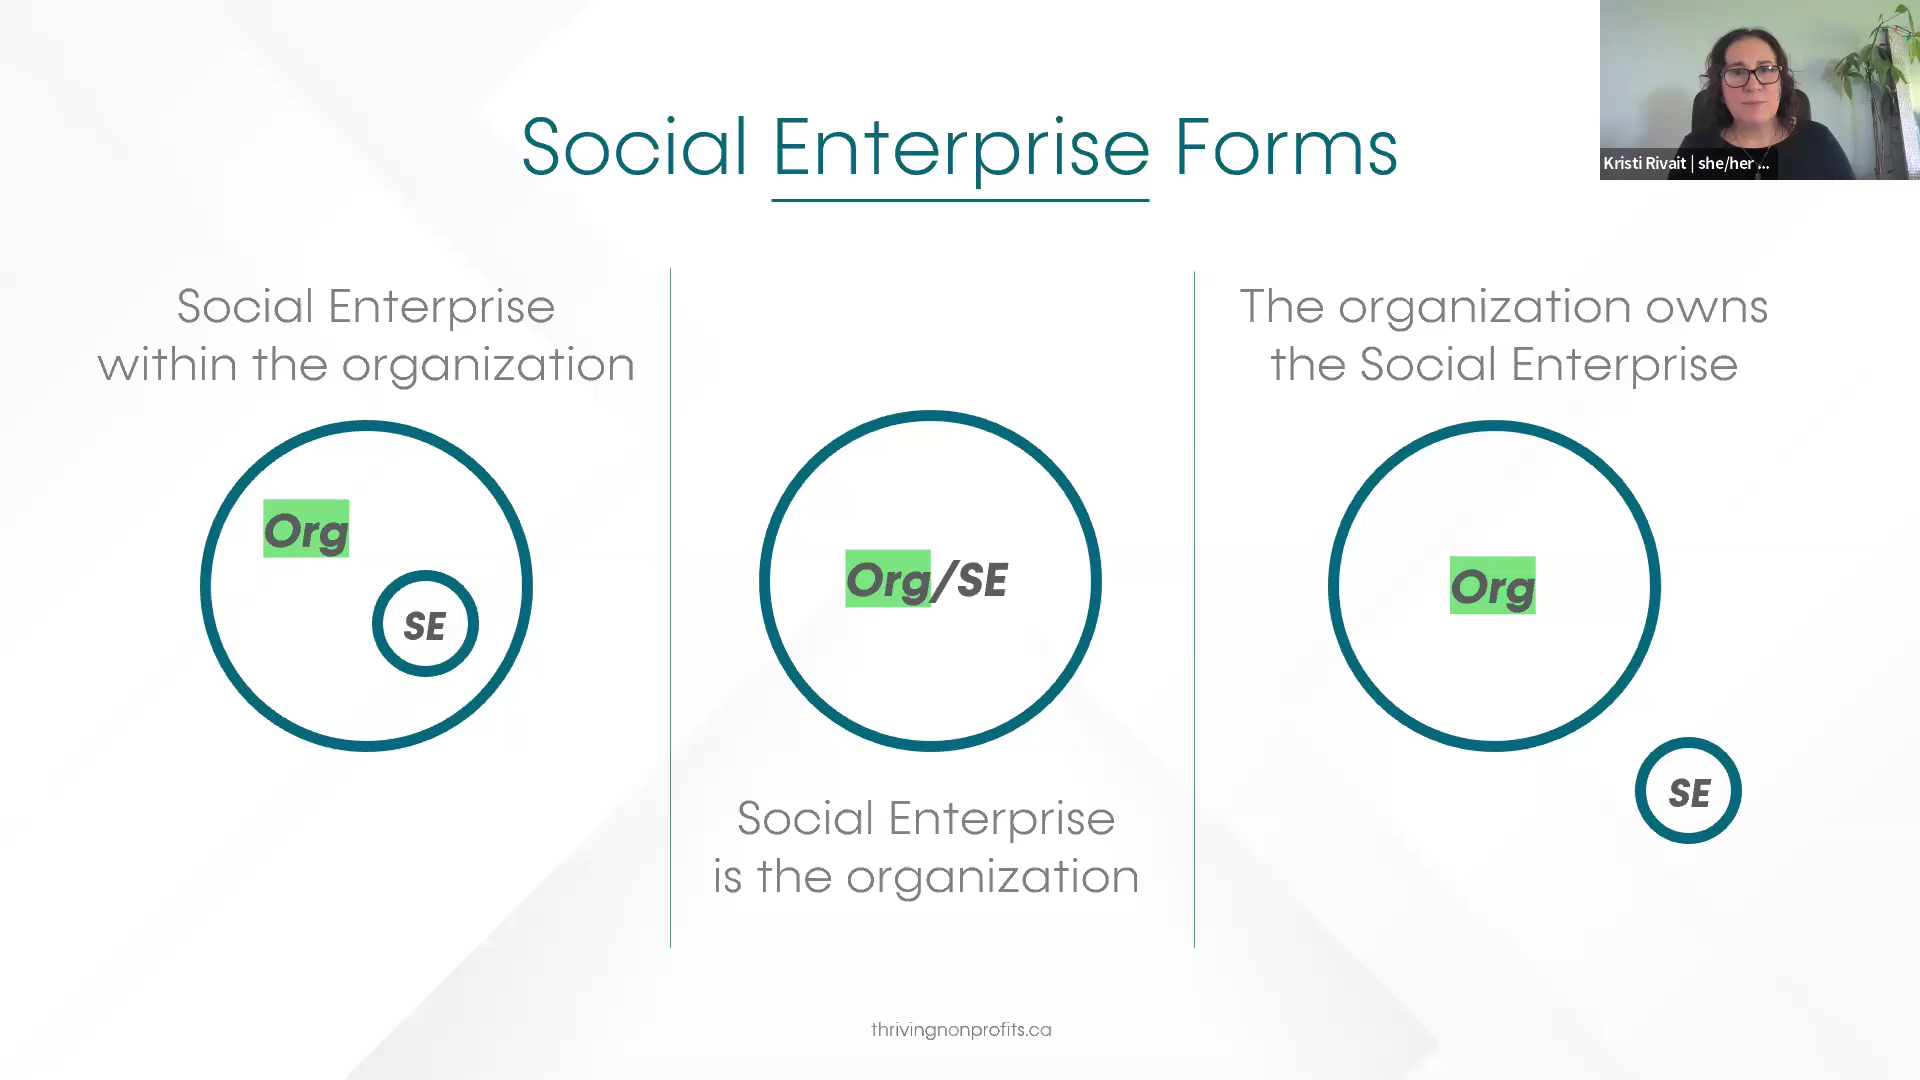 Social Enterprise Forms
Kristi Rivait | she/her ...
Social Enterprise
within the organization
Org
SE
Org/SE
Social Enterprise
is the organization
The organization owns
the Social Enterprise
Org
SE
thrivingnonprofits.ca